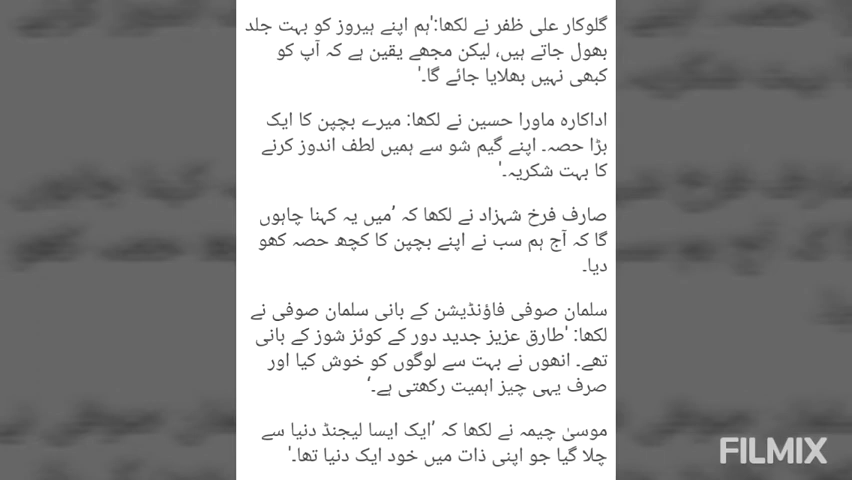 گلوکار علی ظفر نے لکھا:'ہم اپنے ہیروز کو بہت جلد
بھول جاتے ہیں، لیکن مجھے یقین ہے کہ آپ کو
کبھی نہیں بھلایا جائے گا۔'
اداکارہ ماورا حسین نے لکھا: میرے بچپن کا ایک
بڑا حصہ۔ اپنے گیم شو سے ہمیں لطف اندوز کرنے
کا بہت شکریہ۔'
صارف فرخ شہزاد نے لکھا کہ ’میں یہ کہنا چاہوں
گا کہ آج ہم سب نے اپنے بچپن کا کچھ حصہ کھو
دیا۔
سلمان صوفی فاؤنڈیشن کے بانی سلمان صوفی نے
لکھا: 'طارق عزیز جدید دور کے کوئز شوز کے بانی
تھے۔ انھوں نے بہت سے لوگوں کو خوش کیا اور
صرف یہی چیز اہمیت رکھتی ہے۔‘
موسیٰ چیمہ نے لکھا کہ ’ایک ایسا لیجنڈ دنیا سے
چلا گیا جو اپنی ذات میں خود ایک دنیا تھا۔'
FILMIX